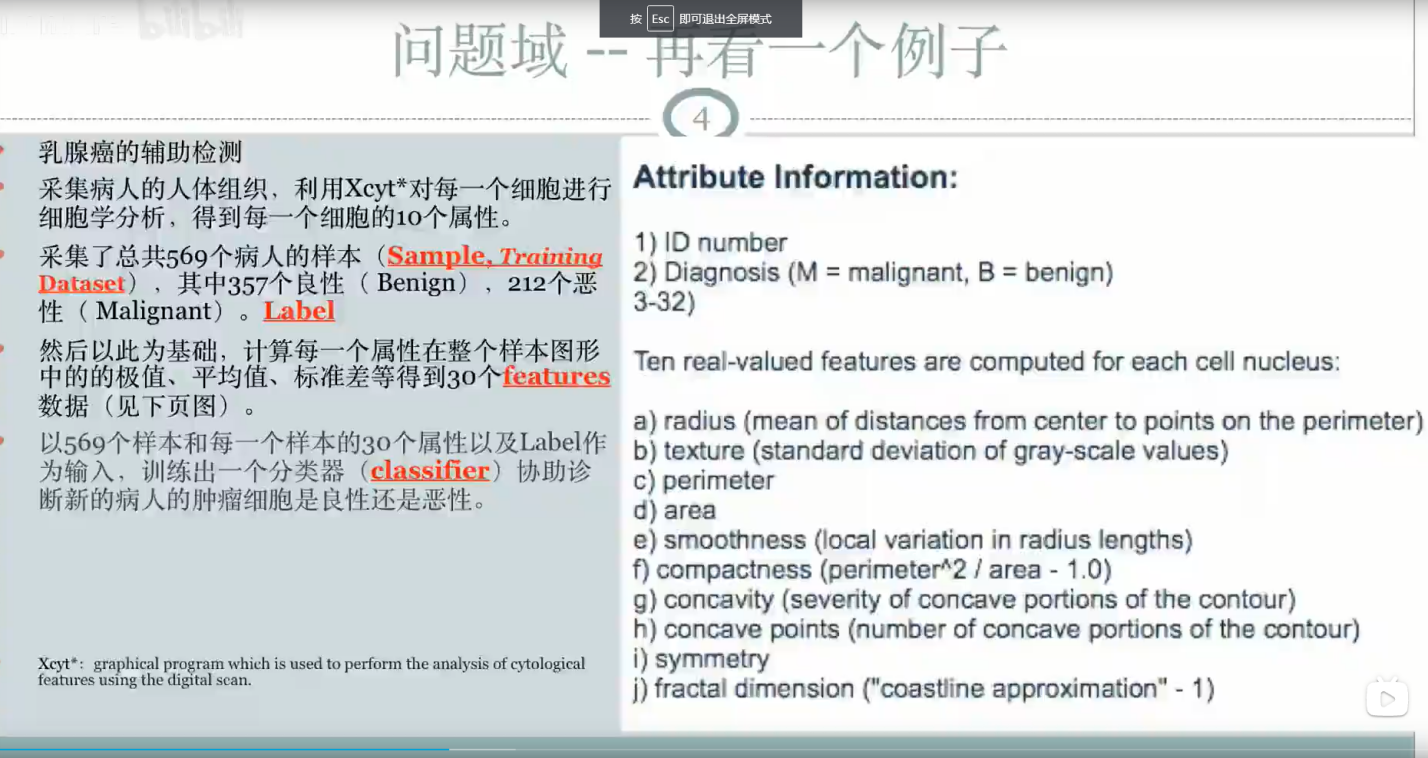 按 Esc 即可退出全屏模式
bilibili
问题域 -- 再看一个例子
4
乳腺癌的辅助检测
采集病人的人体组织，利用Xcyt*对每一个细胞进行
细胞学分析，得到每一个细胞的10个属性。
采集了总共569个病人的样本（Sample, Training
Dataset），其中357个良性（ Benign），212个恶
性（ Malignant）。Label
然后以此为基础，计算每一个属性在整个样本图形
中的的极值、平均值、标准差等得到30个features
数据（见下页图）。
以569个样本和每一个样本的30个属性以及Label作
为输入，训练出一个分类器（classifier）协助诊
断新的病人的肿瘤细胞是良性还是恶性。
Xcyt*：graphical program which is used to perform the analysis of cytological
features using the digital scan.
Attribute Information:
1) ID number
2) Diagnosis (M = malignant, B = benign)
3-32)
Ten real-valued features are computed for each cell nucleus:
a) radius (mean of distances from center to points on the perimeter)
b) texture (standard deviation of gray-scale values)
c) perimeter
d) area
e) smoothness (local variation in radius lengths)
f) compactness (perimeter^2 / area - 1.0)
g) concavity (severity of concave portions of the contour)
h) concave points (number of concave portions of the contour)
i) symmetry
j) fractal dimension ("coastline approximation" - 1)